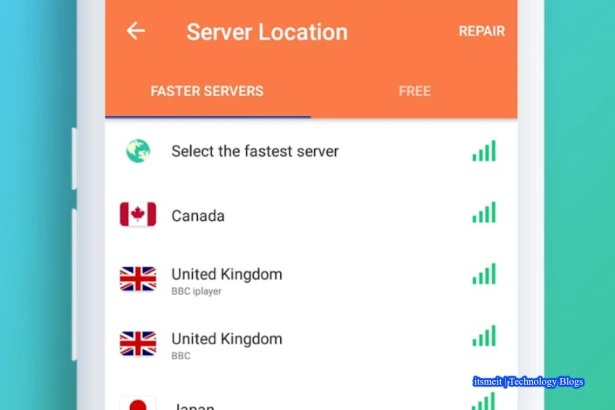 Server Location
REPAIR
FASTER SERVERS
FREE
Select the fastest server
Canada
United Kingdom
BBC iplayer
United Kingdom
BBC
Japan
itsmeit | Technology Blogs